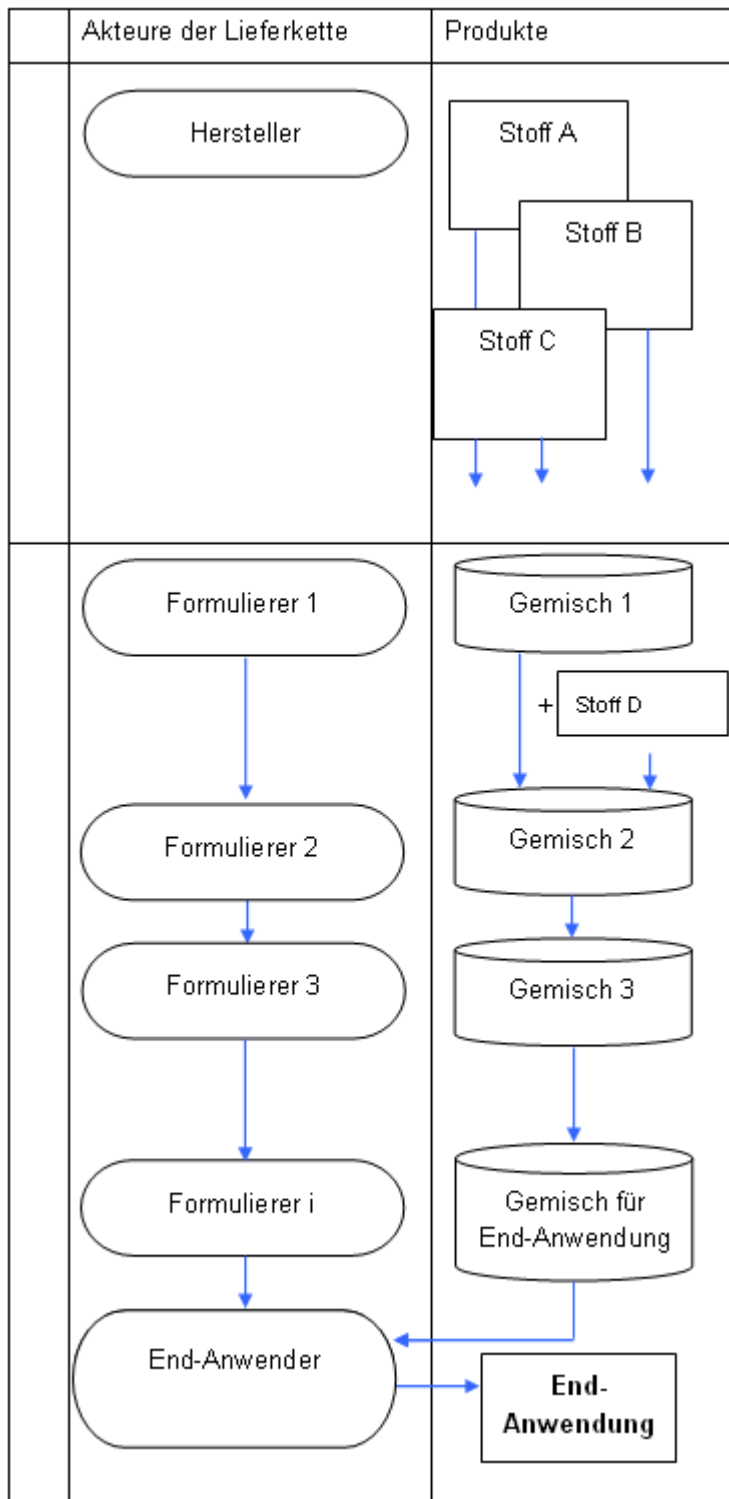 Akteure der Lieferkette
Produkte
Hersteller
Stoff A
Stoff B
Stoff C
Formulierer 1
Gemisch 1
+
Stoff D
Formulierer 2
Gemisch 2
Formulierer 3
Gemisch 3
Formulierer i
Gemisch für
End-Anwendung
End-Anwender
End-
Anwendung